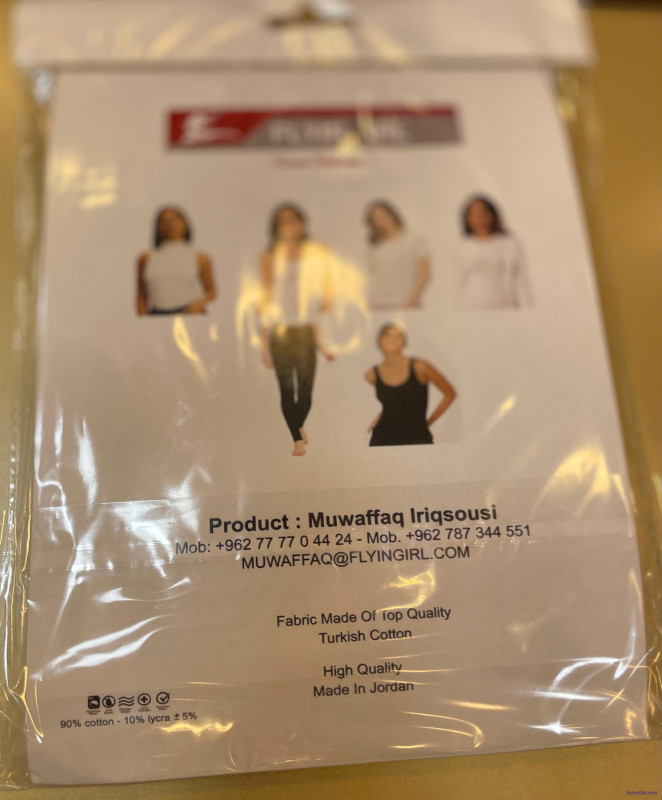 Product : Muwaffaq Iriqsousi
Mob: +962 77 77 0 44 24 - Mob. +962 787 344 551
MUWAFFAQ@FLYINGIRL.COM
Fabric Made Of Top Quality
Turkish Cotton
High Quality
Made In Jordan
90% cotton - 10% lycra ± 5%